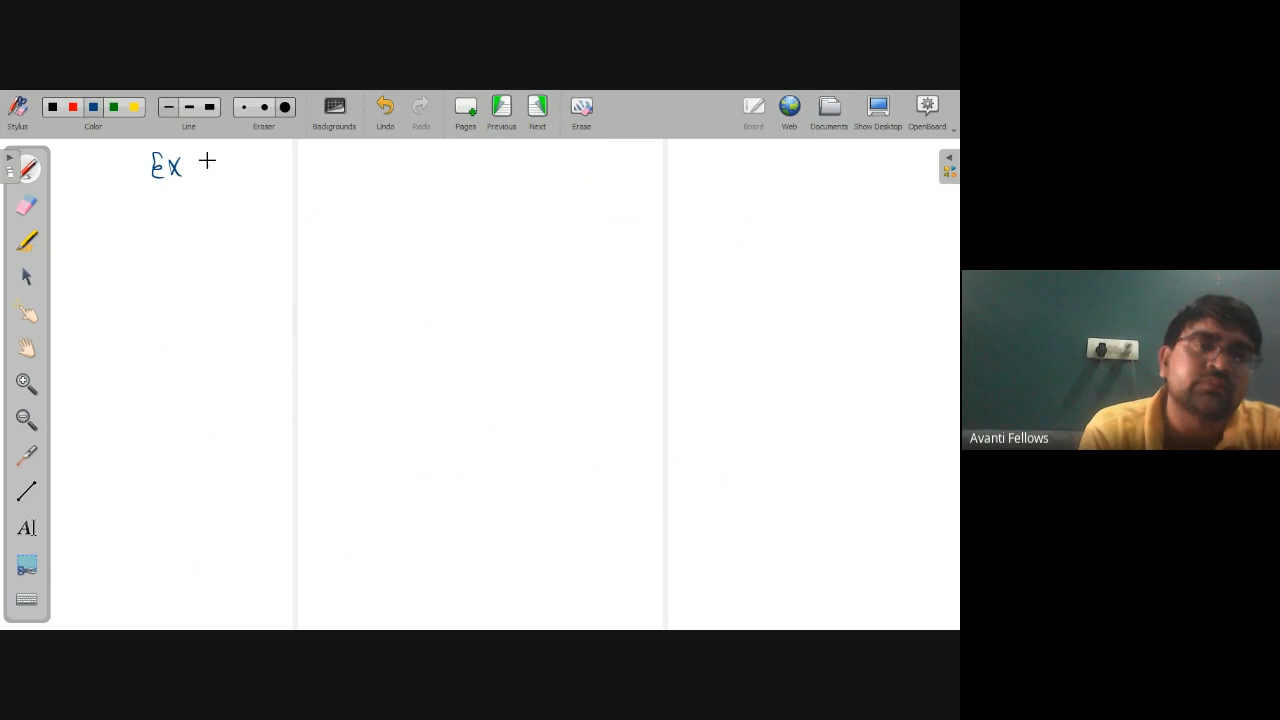 Stylus Color Line Eraser Backgrounds Undo Redo Pages Previous Next Erase Board Web Documents Show Desktop OpenBoard
Ex
AI
Avanti Fellows